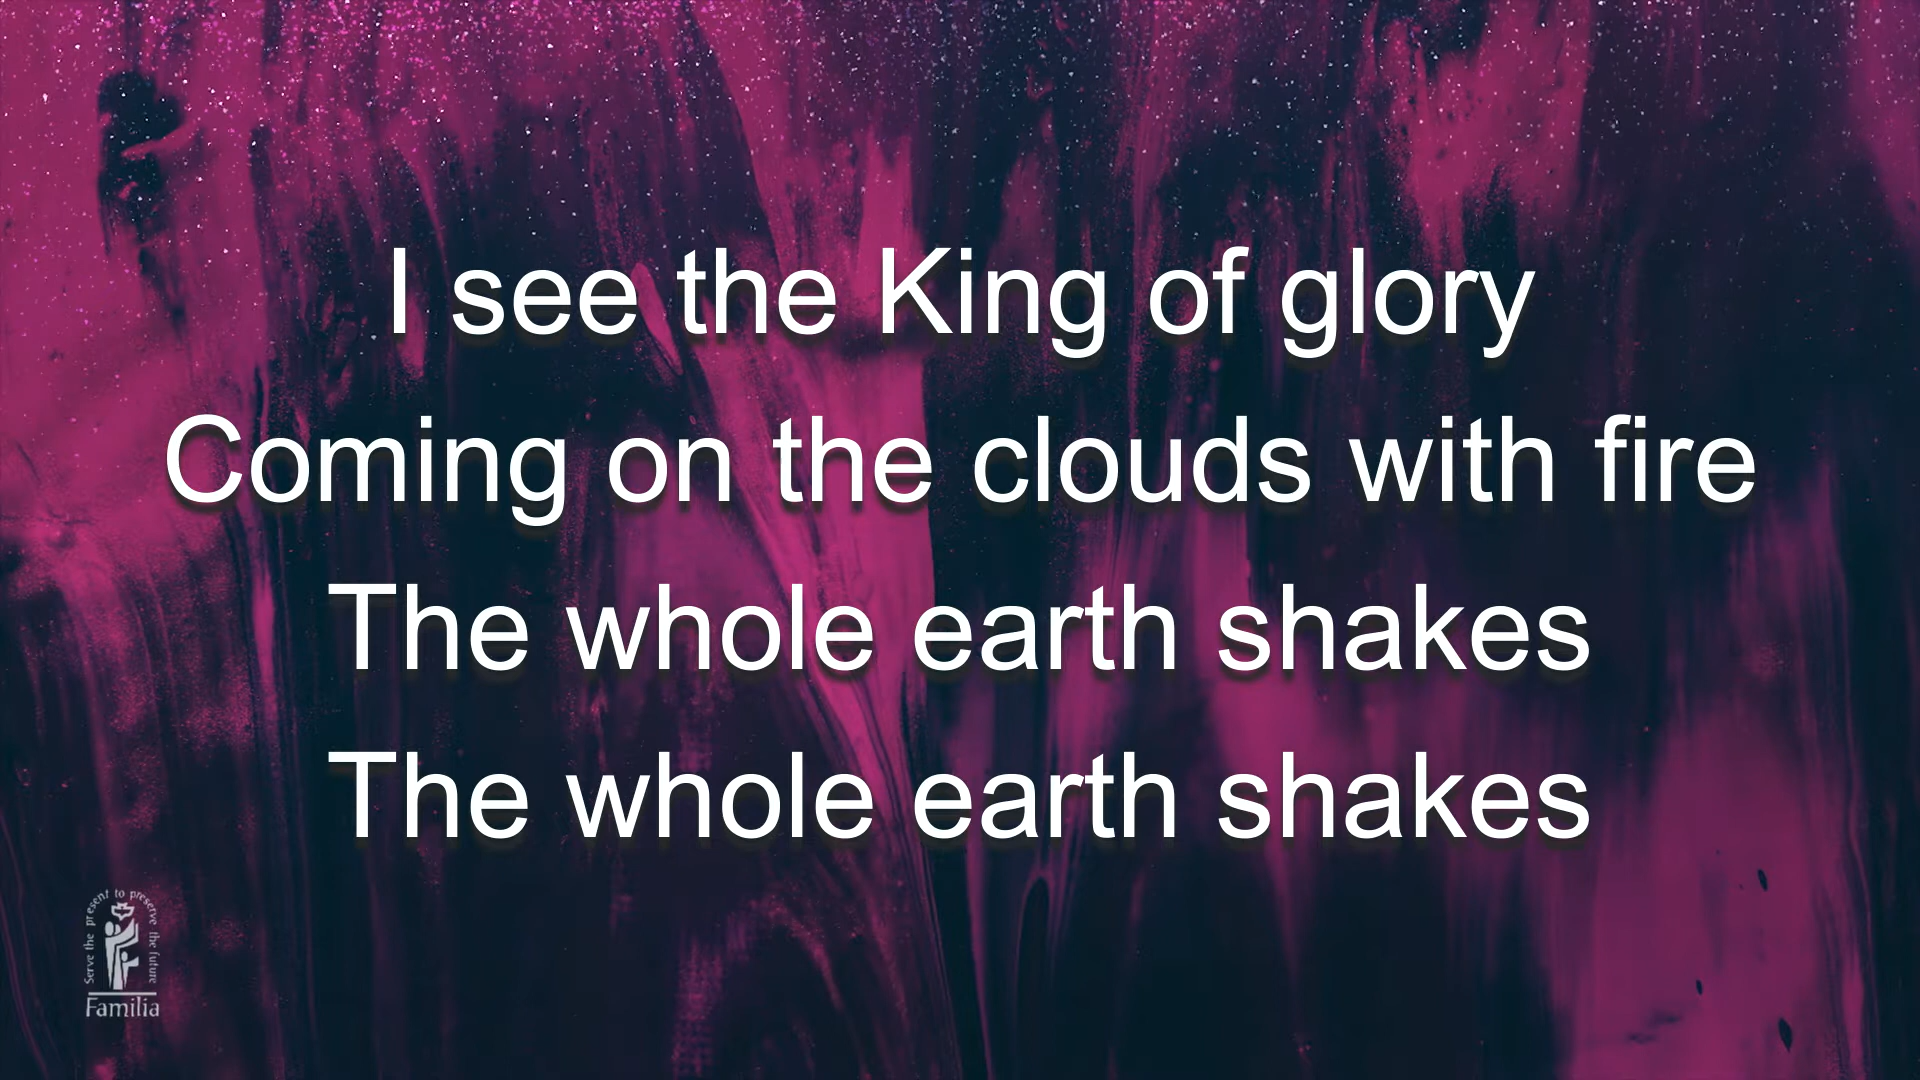 I see the King of glory
Coming on the clouds with fire
The whole earth shakes
The whole earth shakes
Serve the present to preserve the future
Familia